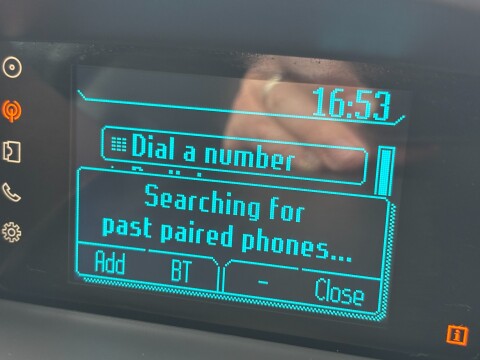 16:53
Dial a number
Searching for
past paired phones...
Add BT - Close